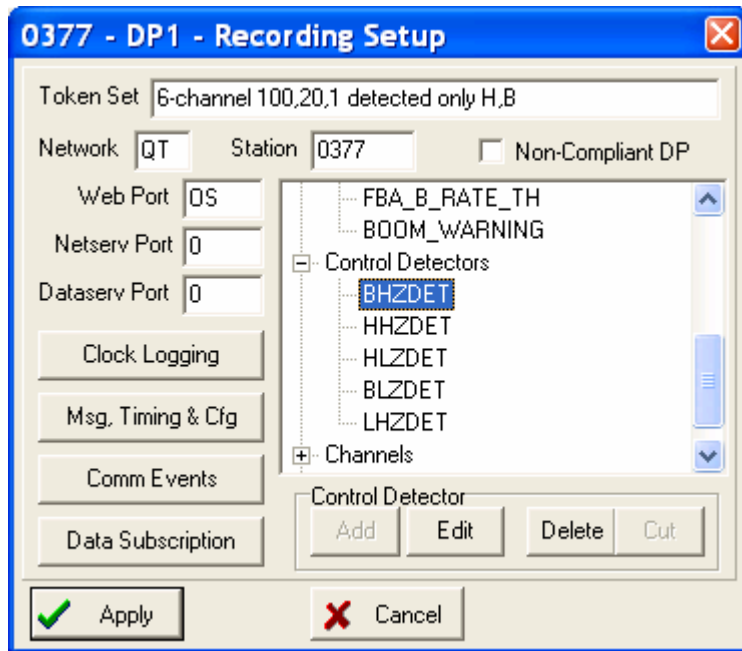 0377 - DP1 - Recording Setup
Token Set 6-channel 100,20,1 detected only H,B
Network QT Station 0377 Non-Compliant DP
Web Port OS
Netserv Port 0
Dataserv Port 0
Clock Logging
Msg, Timing & Cfg
Comm Events
Data Subscription
FBA_B_RATE_TH
BOOM_WARNING
Control Detectors
BHZDET
HHZDET
HLZDET
BLZDET
LHZDET
Channels
Control Detector
Add Edit Delete Cut
Apply Cancel